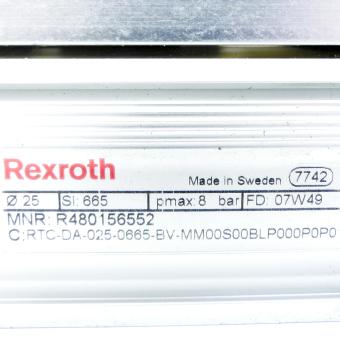 Rexroth Made in Sweden 7742
Ø 25 SI: 665 pmax: 8 bar FD: 07W49
MNR: R480156552
C;RTC-DA-025-0665-BV-MM00S00BLP000P0P0